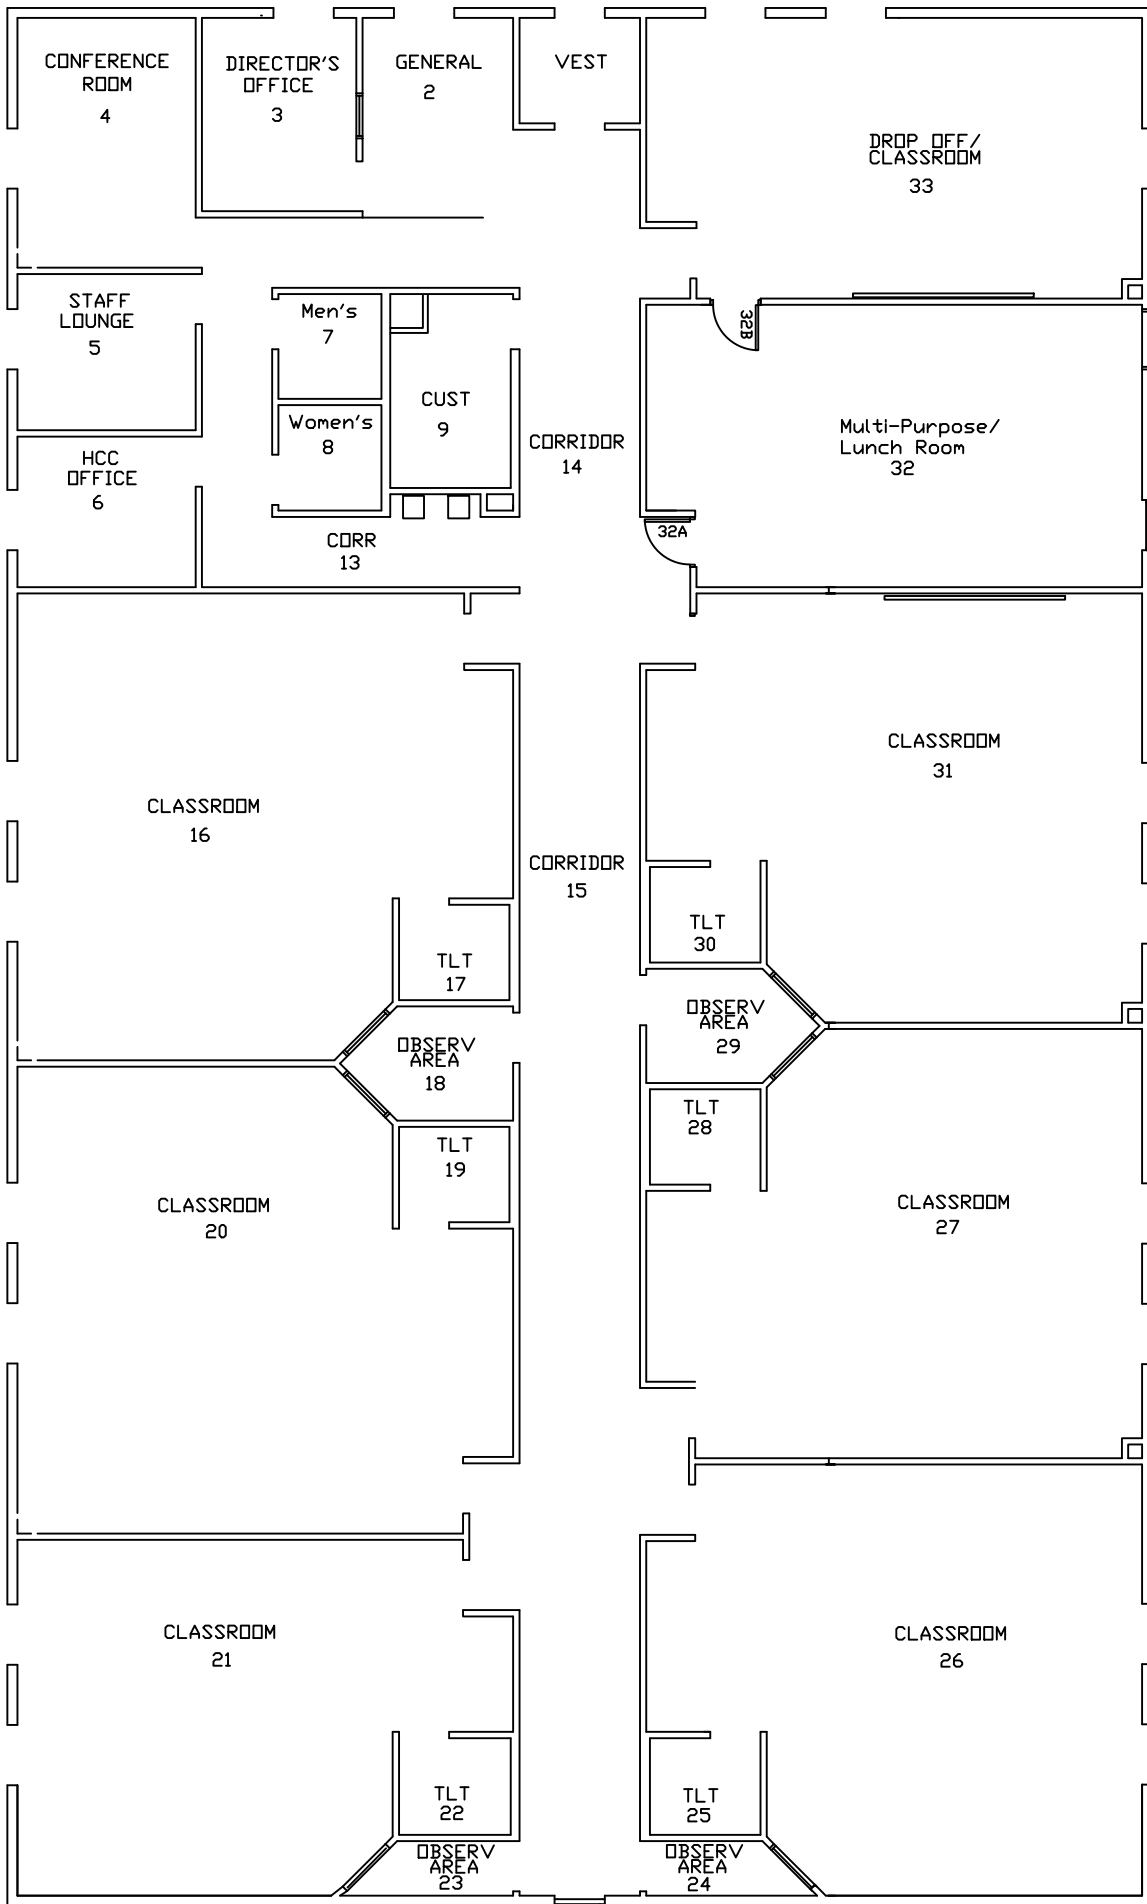 CONFERENCE
ROOM
4
DIRECTOR'S
OFFICE
3
GENERAL
2
VEST
DROP OFF/
CLASSROOM
33
STAFF
LOUNGE
5
Men's
7
32B
CUST
9
Women's
8
CORRIDOR
14
Multi-Purpose/
Lunch Room
32
HCC
OFFICE
6
CORR
13
32A
CLASSROOM
31
CLASSROOM
16
CORRIDOR
15
TLT
30
TLT
17
OBSERV
AREA
29
OBSERV
AREA
18
TLT
28
TLT
19
CLASSROOM
20
CLASSROOM
27
CLASSROOM
21
CLASSROOM
26
TLT
22
TLT
25
OBSERV
AREA
23
OBSERV
AREA
24